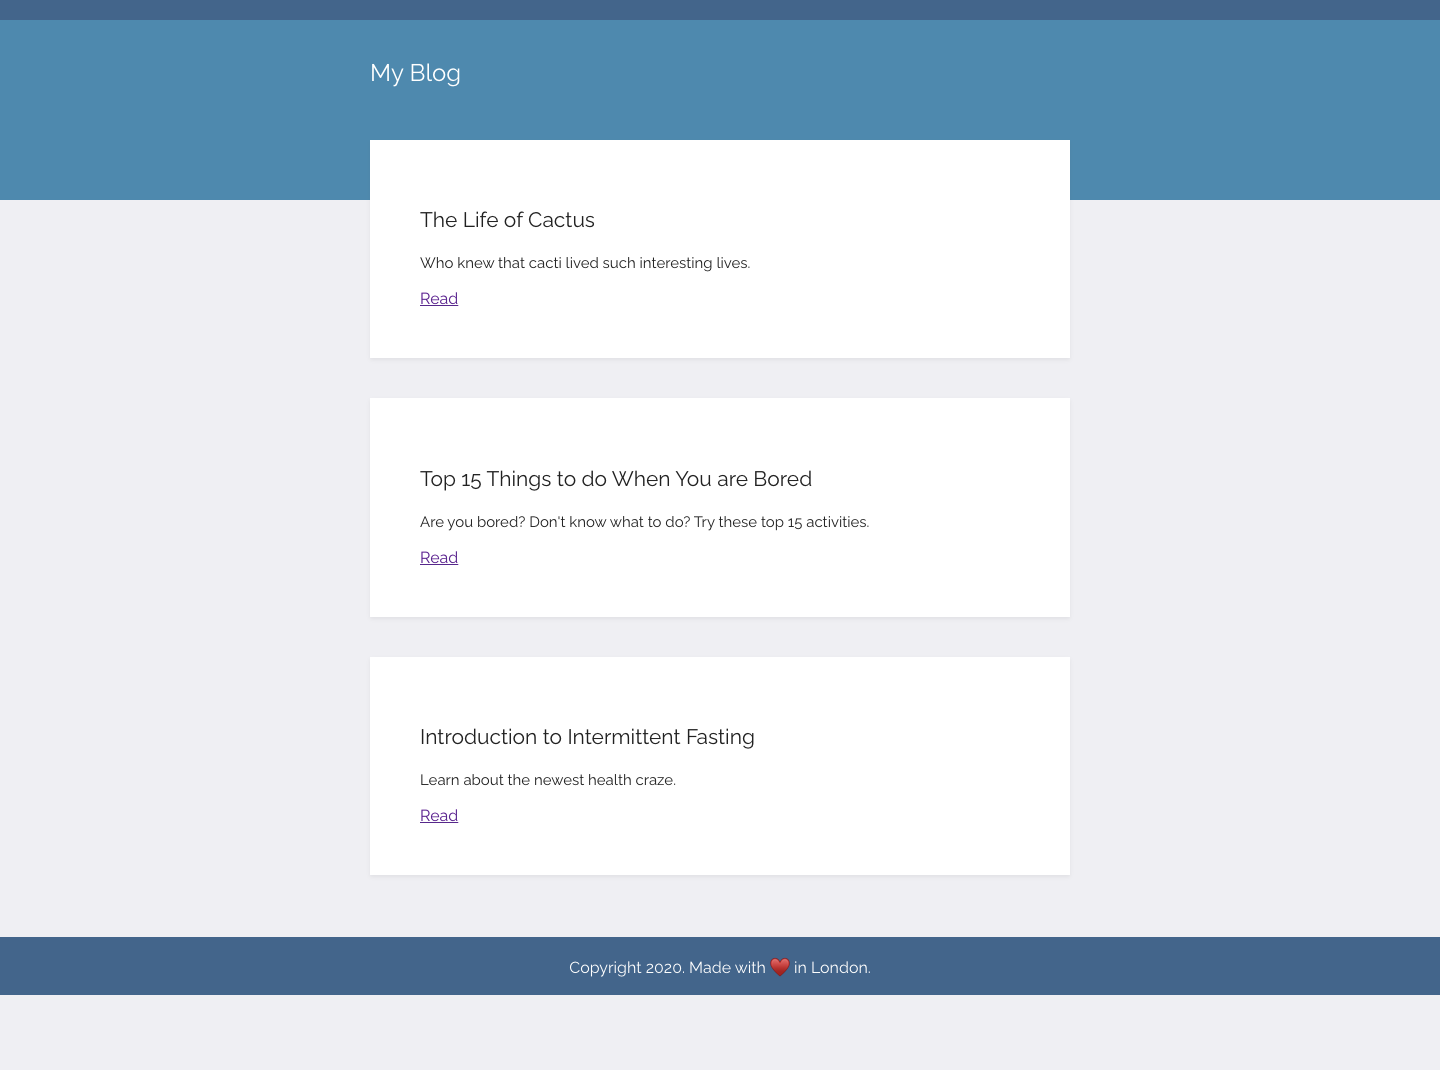 My Blog
The Life of Cactus
Who knew that cacti lived such interesting lives.
Read
Top 15 Things to do When You are Bored
Are you bored? Don't know what to do? Try these top 15 activities.
Read
Introduction to Intermittent Fasting
Learn about the newest health craze.
Read
Copyright 2020. Made with ❤️ in London.